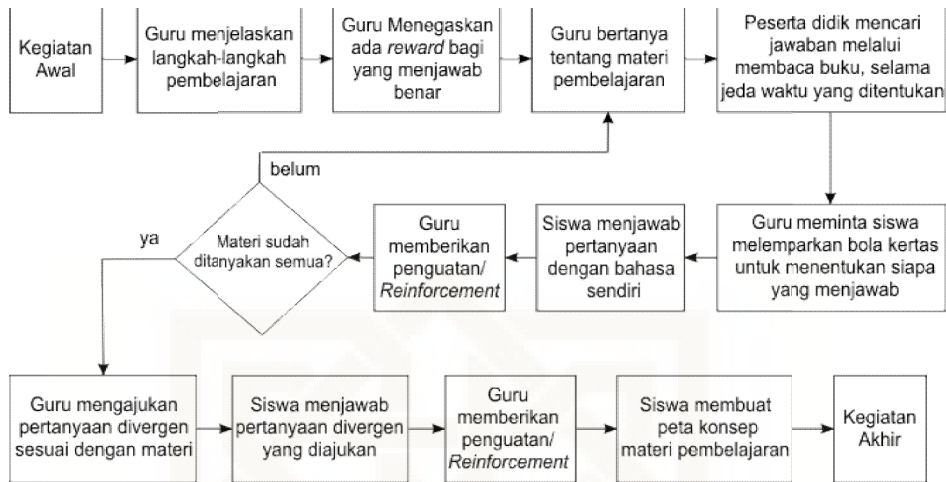 Kegiatan
Awal
Guru menjelaskan
langkah-langkah
pembelajaran
Guru Menegaskan
ada reward bagi
yang menjawab
benar
Guru bertanya
tentang materi
pembelajaran
Peserta didik mencari
jawaban melalui
membaca buku, selama
jeda waktu yang ditentukan
Guru meminta siswa
melemparkan bola kertas
untuk menentukan siapa
yang menjawab
Siswa menjawab
pertanyaan
dengan bahasa
sendiri
Guru
memberikan
penguatan/
Reinforcement
Materi sudah
ditanyakan semua?
belum
ya
Guru mengajukan
pertanyaan divergen
sesuai dengan materi
Siswa menjawab
pertanyaan divergen
yang diajukan
Guru
memberikan
penguatan/
Reinforcement
Siswa membuat
peta konsep
materi pembelajaran
Kegiatan
Akhir